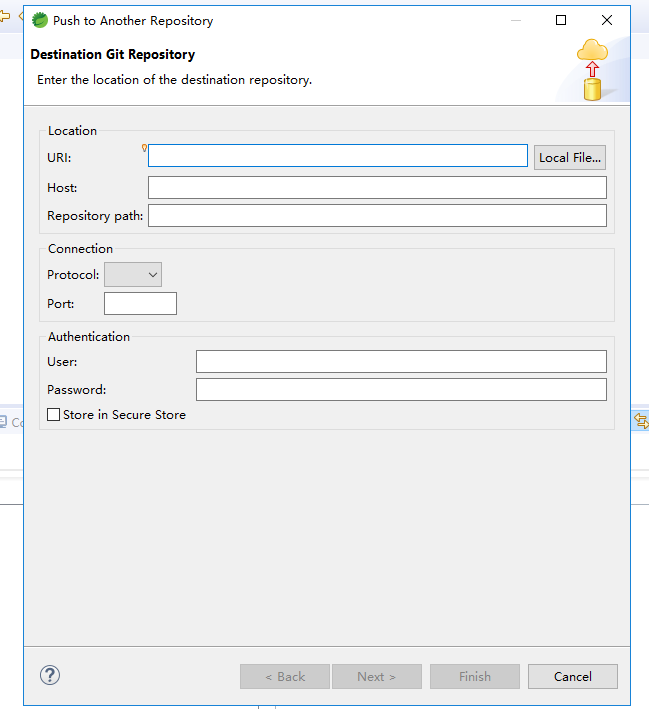 Push to Another Repository
Destination Git Repository
Enter the location of the destination repository.
Location
URI:
Local File...
Host:
Repository path:
Connection
Protocol:
Port:
Authentication
User:
Password:
Store in Secure Store
Co
? < Back Next > Finish Cancel